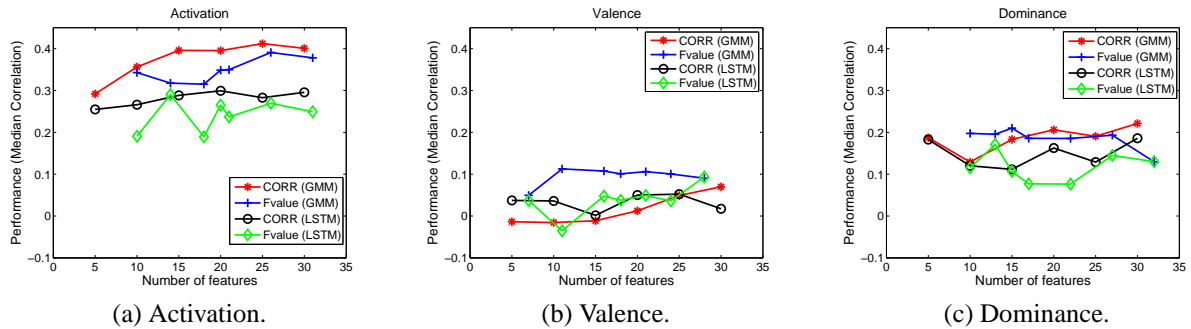 Activation
0.4
0.3
0.2
0.1
0
−0.1
Performance (Median Correlation)
0 5 10 15 20 25 30 35
Number of features
CORR (GMM)
Fvalue (GMM)
CORR (LSTM)
Fvalue (LSTM)
(a) Activation.
Valence
0.4
0.3
0.2
0.1
0
−0.1
Performance (Median Correlation)
0 5 10 15 20 25 30 35
Number of features
CORR (GMM)
Fvalue (GMM)
CORR (LSTM)
Fvalue (LSTM)
(b) Valence.
Dominance
0.4
0.3
0.2
0.1
0
−0.1
Performance (Median Correlation)
0 5 10 15 20 25 30 35
Number of features
CORR (GMM)
Fvalue (GMM)
CORR (LSTM)
Fvalue (LSTM)
(c) Dominance.